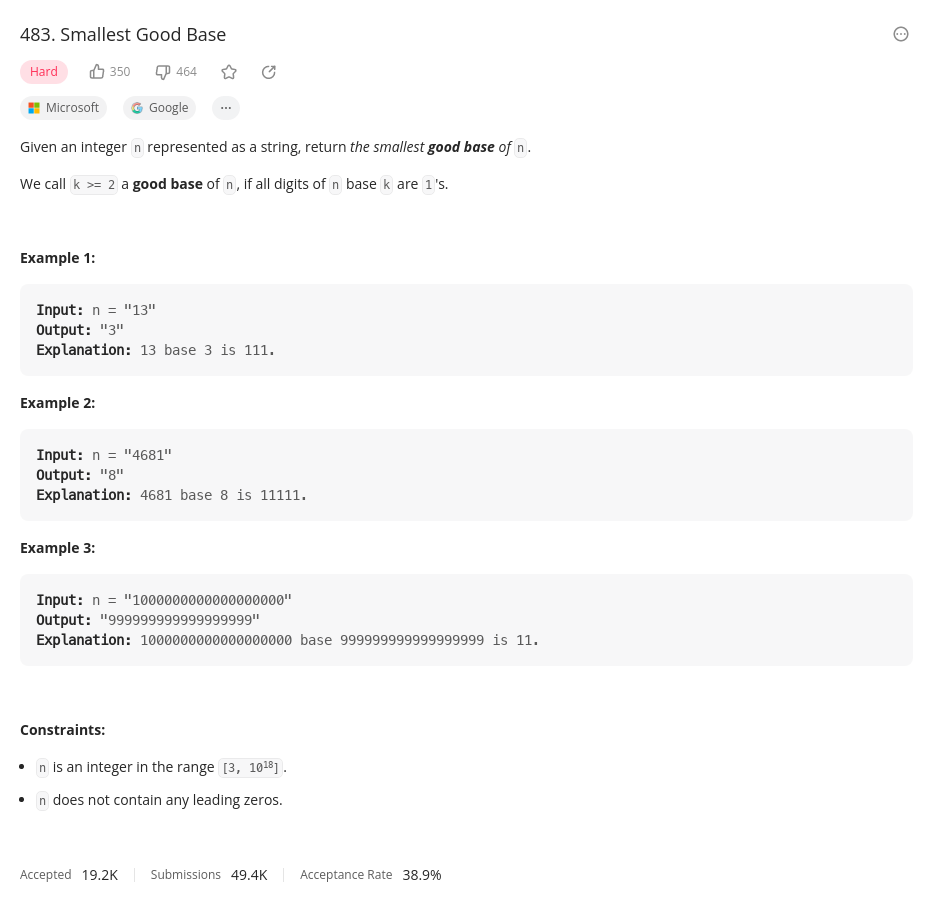 483. Smallest Good Base
Hard 350 464
Microsoft Google ...
Given an integer n represented as a string, return the smallest good base of n.
We call k >= 2 a good base of n, if all digits of n base k are 1's.
Example 1:
Input: n = "13"
Output: "3"
Explanation: 13 base 3 is 111.
Example 2:
Input: n = "4681"
Output: "8"
Explanation: 4681 base 8 is 11111.
Example 3:
Input: n = "1000000000000000000"
Output: "999999999999999999"
Explanation: 1000000000000000000 base 999999999999999999 is 11.
Constraints:
• n is an integer in the range [3, 10¹⁸].
• n does not contain any leading zeros.
Accepted 19.2K Submissions 49.4K Acceptance Rate 38.9%